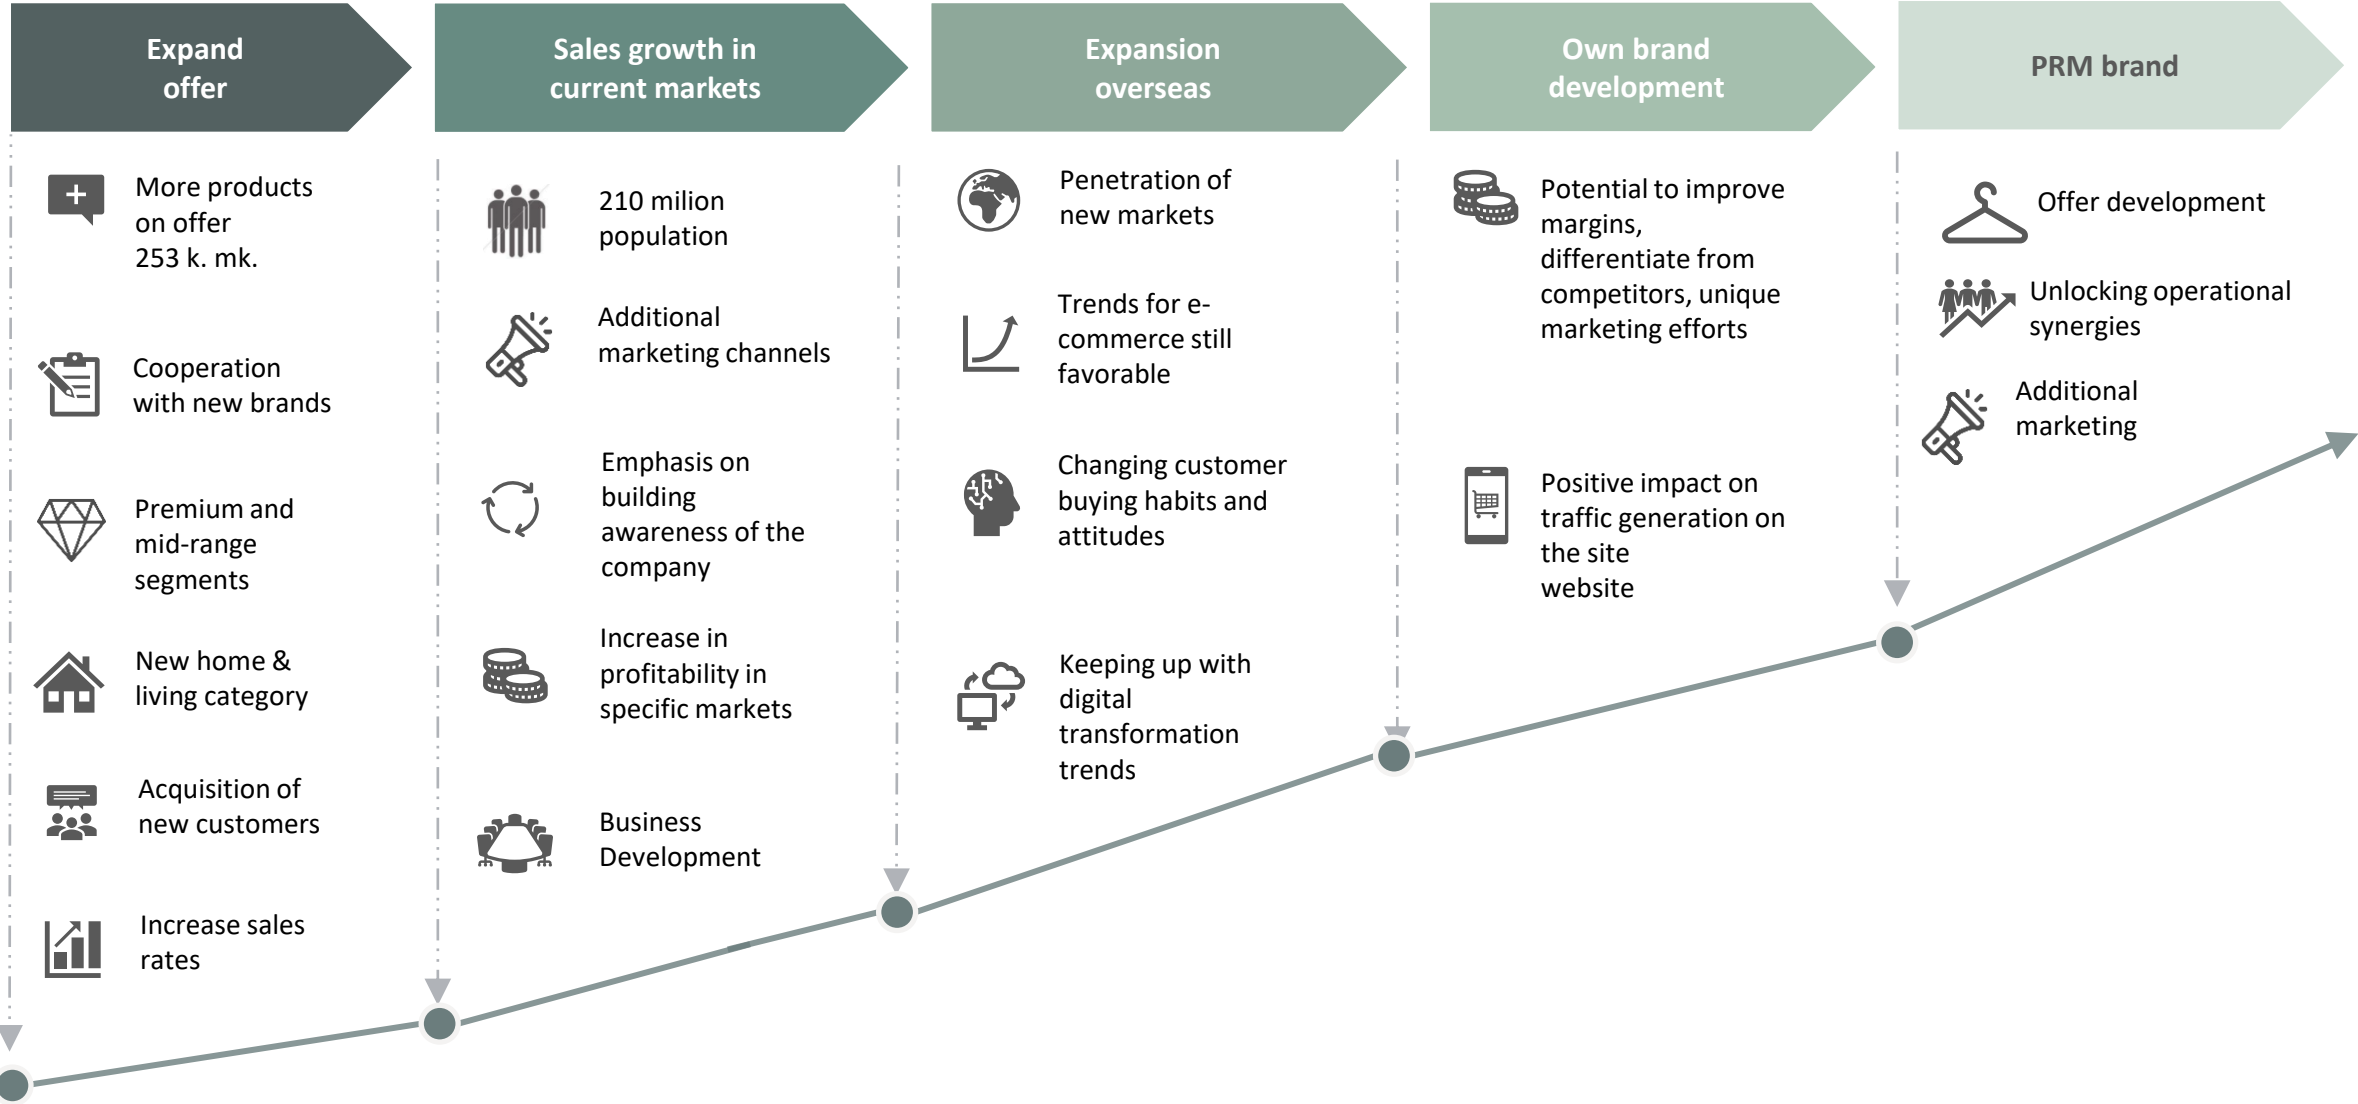 Expand
offer
Sales growth in
current markets
Expansion
overseas
Own brand
development
PRM brand
More products
on offer
253 k. mk.
Cooperation
with new brands
Premium and
mid-range
segments
New home &
living category
Acquisition of
new customers
Increase sales
rates
210 milion
population
Additional
marketing channels
Emphasis on
building
awareness of the
company
Increase in
profitability in
specific markets
Business
Development
Penetration of
new markets
Trends for e-
commerce still
favorable
Changing customer
buying habits and
attitudes
Keeping up with
digital
transformation
trends
Potential to improve
margins,
differentiate from
competitors, unique
marketing efforts
Positive impact on
traffic generation on
the site
website
Offer development
Unlocking operational
synergies
Additional
marketing